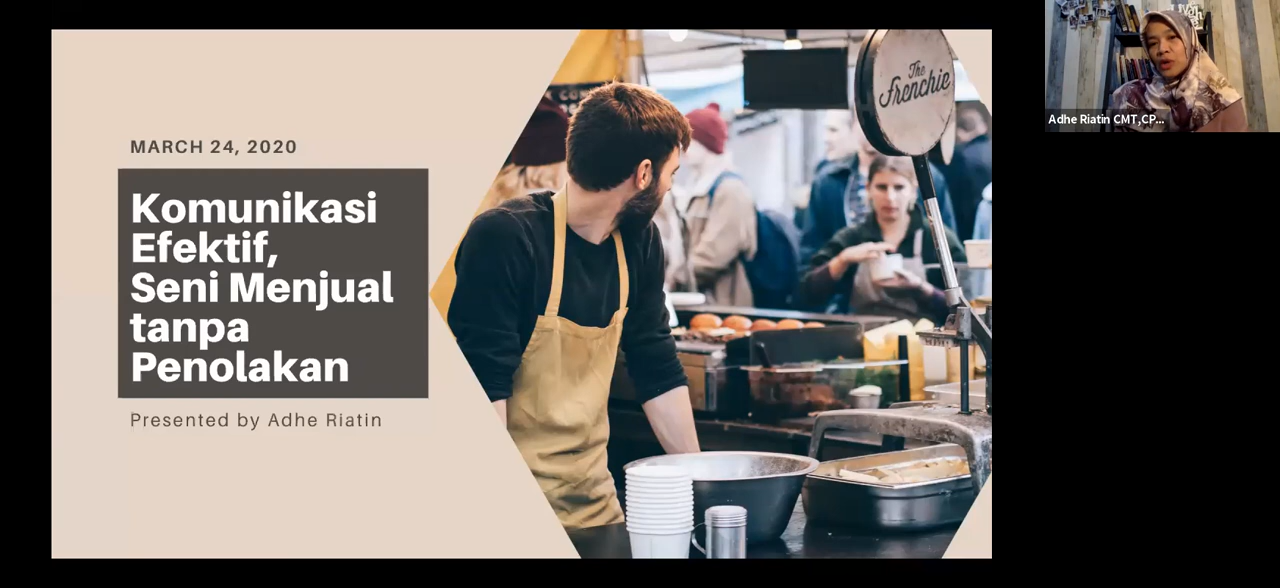 MARCH 24, 2020
Komunikasi
Efektif,
Seni Menjual
tanpa
Penolakan
Presented by Adhe Riatin
The
frenchie
Adhe Riatin CMT,CP...